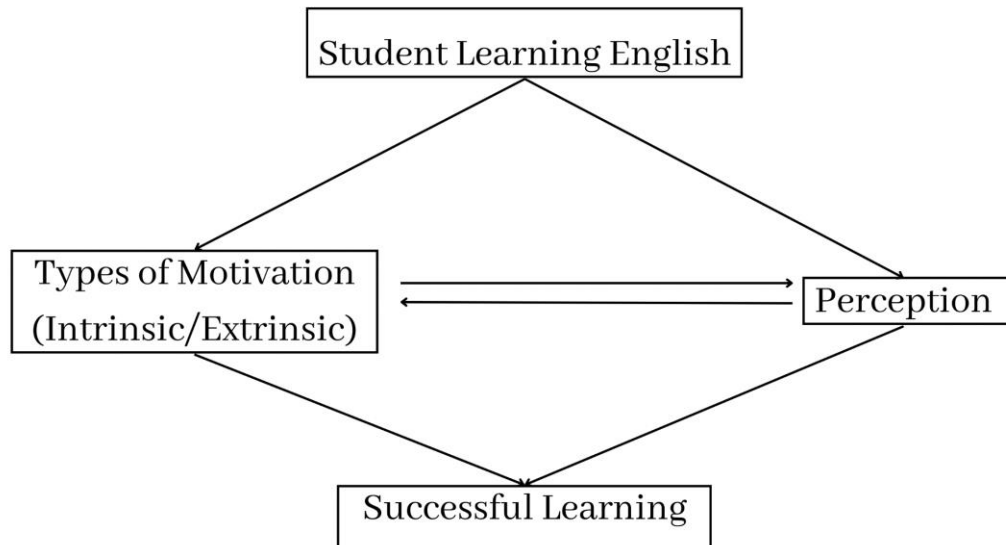 Student Learning English
Types of Motivation
(Intrinsic/Extrinsic)
Perception
Successful Learning